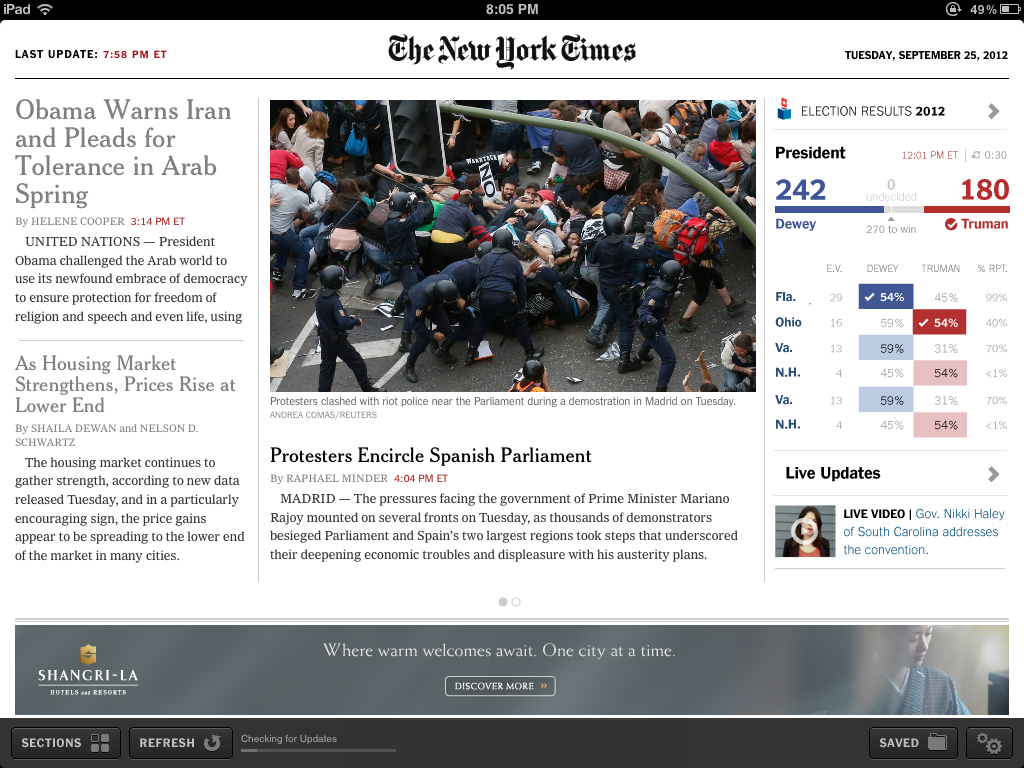 iPad
8:05 PM
49%
LAST UPDATE: 7:58 PM ET
The New York Times
TUESDAY, SEPTEMBER 25, 2012
Obama Warns Iran
and Pleads for
Tolerance in Arab
Spring
By HELENE COOPER 3:14 PM ET
UNITED NATIONS — President
Obama challenged the Arab world to
use its newfound embrace of democracy
to ensure protection for freedom of
religion and speech and even life, using
As Housing Market
Strengthens, Prices Rise at
Lower End
By SHAILA DEWAN and NELSON D.
SCHWARTZ
The housing market continues to
gather strength, according to new data
released Tuesday, and in a particularly
encouraging sign, the price gains
appear to be spreading to the lower end
of the market in many cities.
NO
Protesters clashed with riot police near the Parliament during a demostration in Madrid on Tuesday.
ANDREA COMAS/REUTERS
Protesters Encircle Spanish Parliament
By RAPHAEL MINDER 4:04 PM ET
MADRID — The pressures facing the government of Prime Minister Mariano
Rajoy mounted on several fronts on Tuesday, as thousands of demonstrators
besieged Parliament and Spain's two largest regions took steps that underscored
their deepening economic troubles and displeasure with his austerity plans.
ELECTION RESULTS 2012
President
12:01 PM ET | 0:30
242 0 180
undecided
Dewey 270 to win Truman
E.V. DEWEY TRUMAN % RPT.
Fla. 29 54% 45% 99%
Ohio 16 59% 54% 40%
Va. 13 59% 31% 70%
N.H. 4 45% 54% <1%
Va. 13 59% 31% 70%
N.H. 4 45% 54% <1%
Live Updates
LIVE VIDEO | Gov. Nikki Haley
of South Carolina addresses
the convention.
SHANGRI-LA
HOTELS and RESORTS
Where warm welcomes await. One city at a time.
DISCOVER MORE »
SECTIONS
REFRESH
Checking for Updates
SAVED